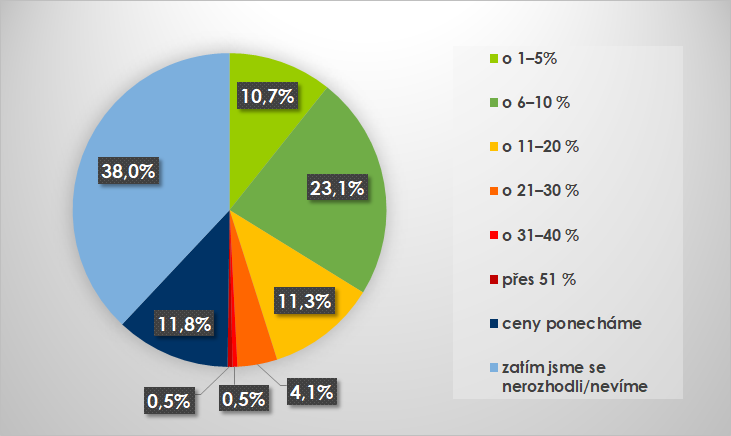 10,7%
23,1%
11,3%
4,1%
0,5%
0,5%
11,8%
38,0%
o 1–5%
o 6–10 %
o 11–20 %
o 21–30 %
o 31–40 %
přes 51 %
ceny ponecháme
zatím jsme se
nerozhodli/nevíme